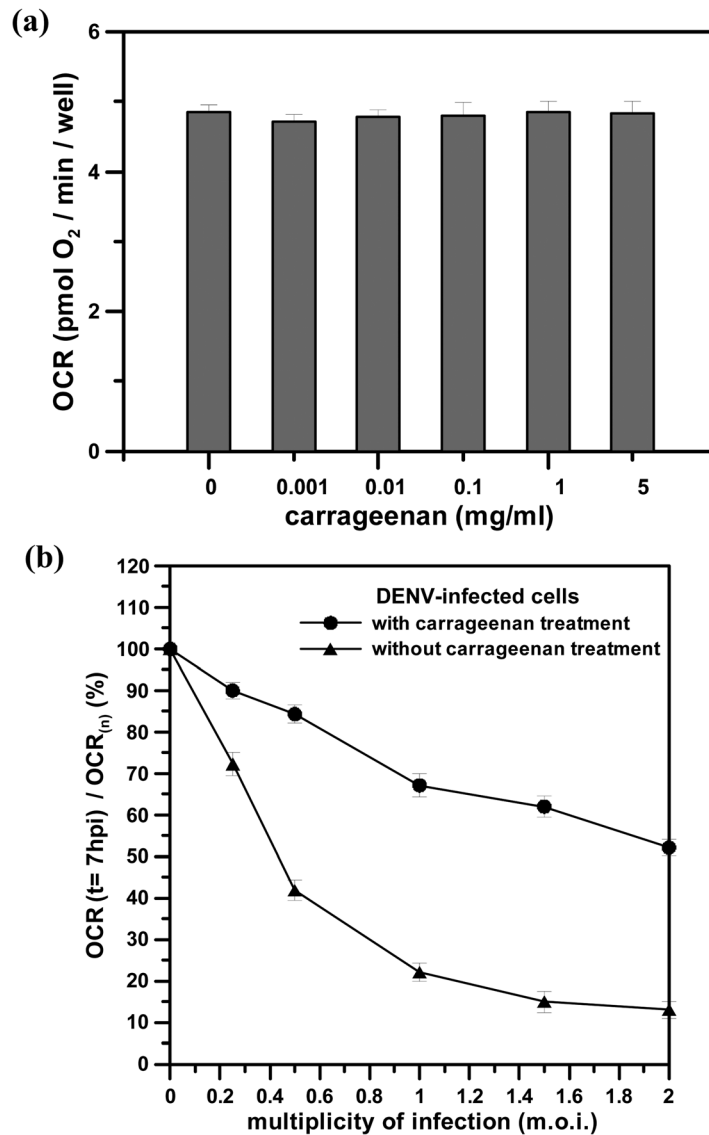 (a)
6
4
2
0
OCR (pmol O2 / min / well)
0 0.001 0.01 0.1 1 5
carrageenan (mg/ml)
(b)
120
110
100
90
80
70
60
50
40
30
20
10
0
OCR (t= 7hpi) / OCR(n) (%)
DENV-infected cells
with carrageenan treatment
without carrageenan treatment
0 0.2 0.4 0.6 0.8 1 1.2 1.4 1.6 1.8 2
multiplicity of infection (m.o.i.)